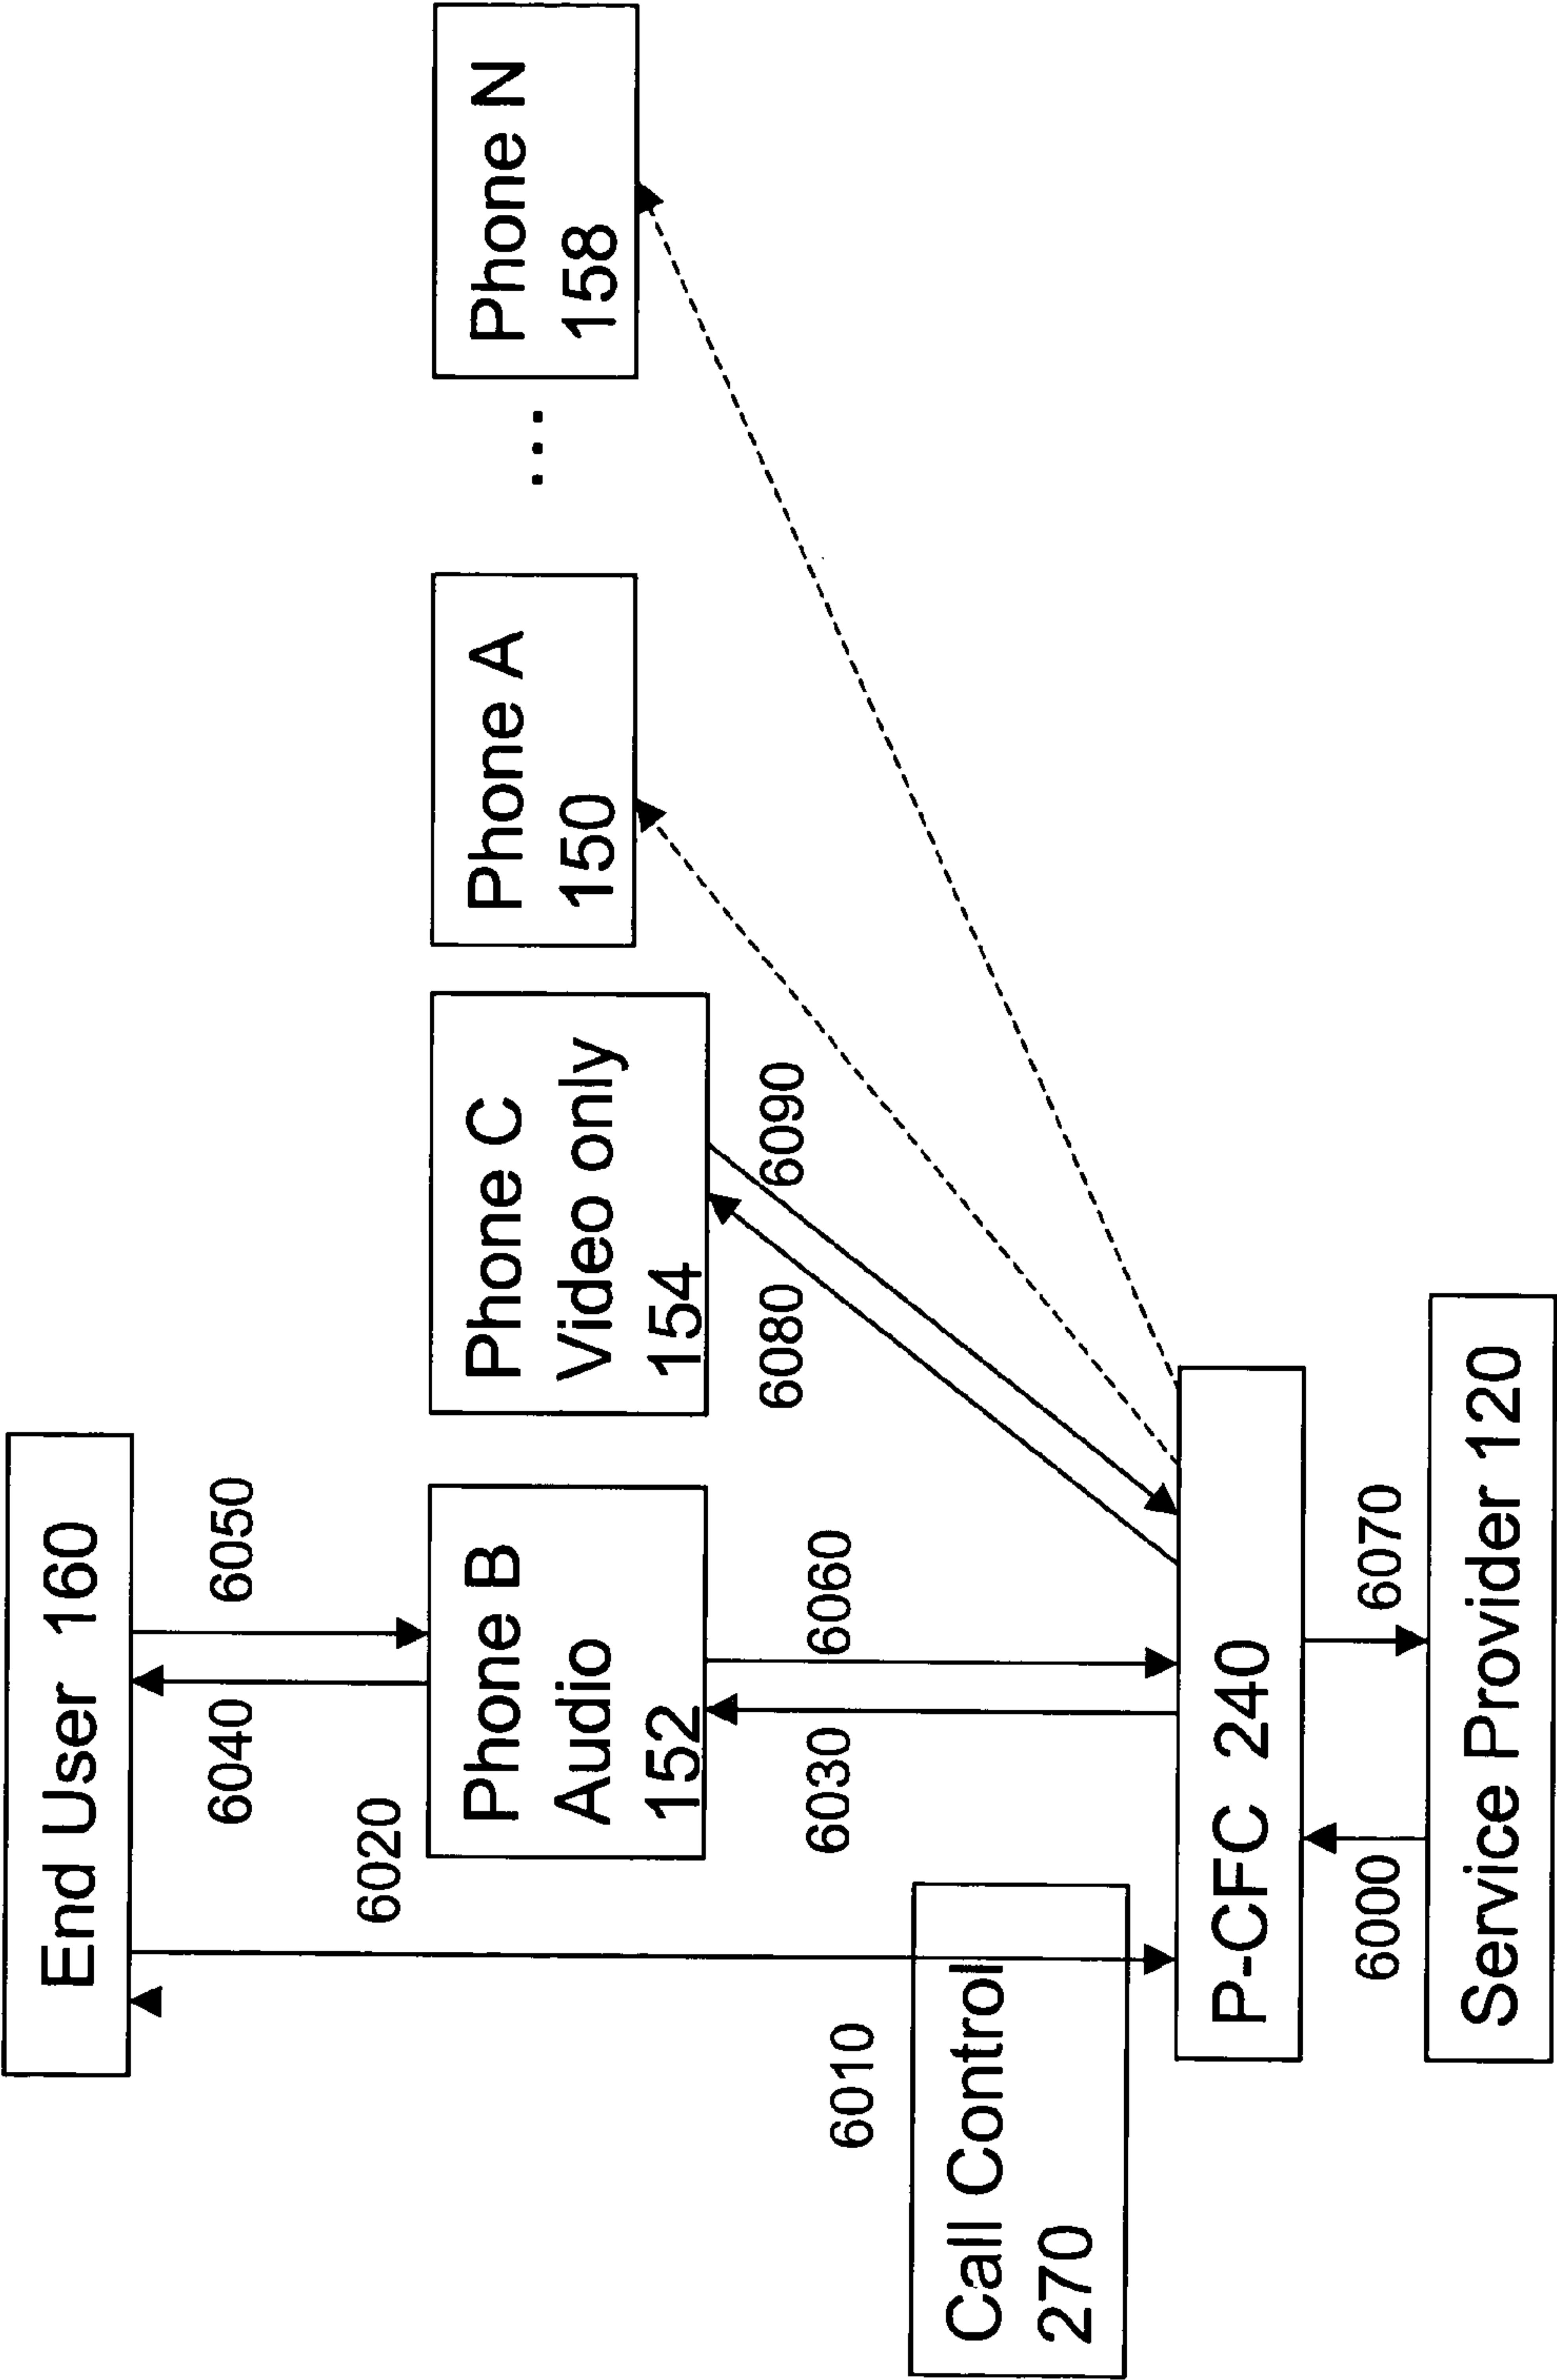 End User 160
6050
6040
6020
Phone B
Audio
152
Phone C
Video only
154
Phone A
150
...
Phone N
158
6010
6030
6060
6080
6090
Call Control
270
P-CFC 240
6000
6070
Service Provider 120